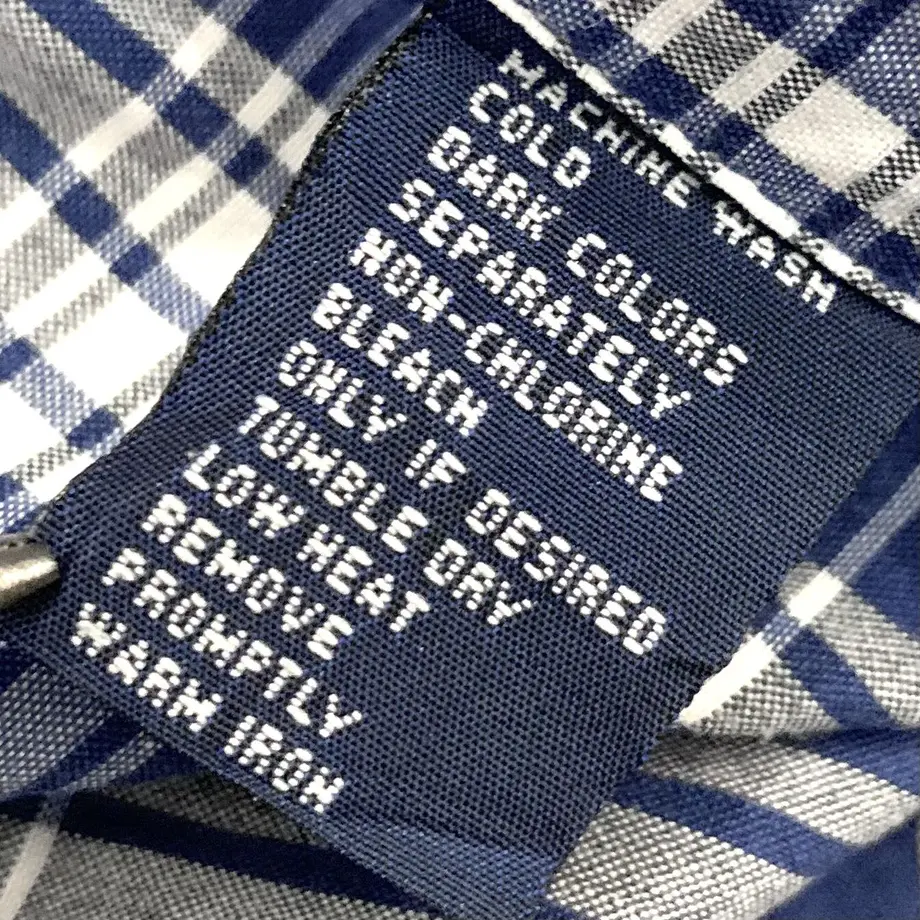 MACHINE WASH
COLD
DARK COLORS
SEPARATELY
NON-CHLORINE
BLEACH
ONLY IF DESIRED
TUMBLE DRY
LOW HEAT
REMOVE
PROMPTLY
WARM IRON